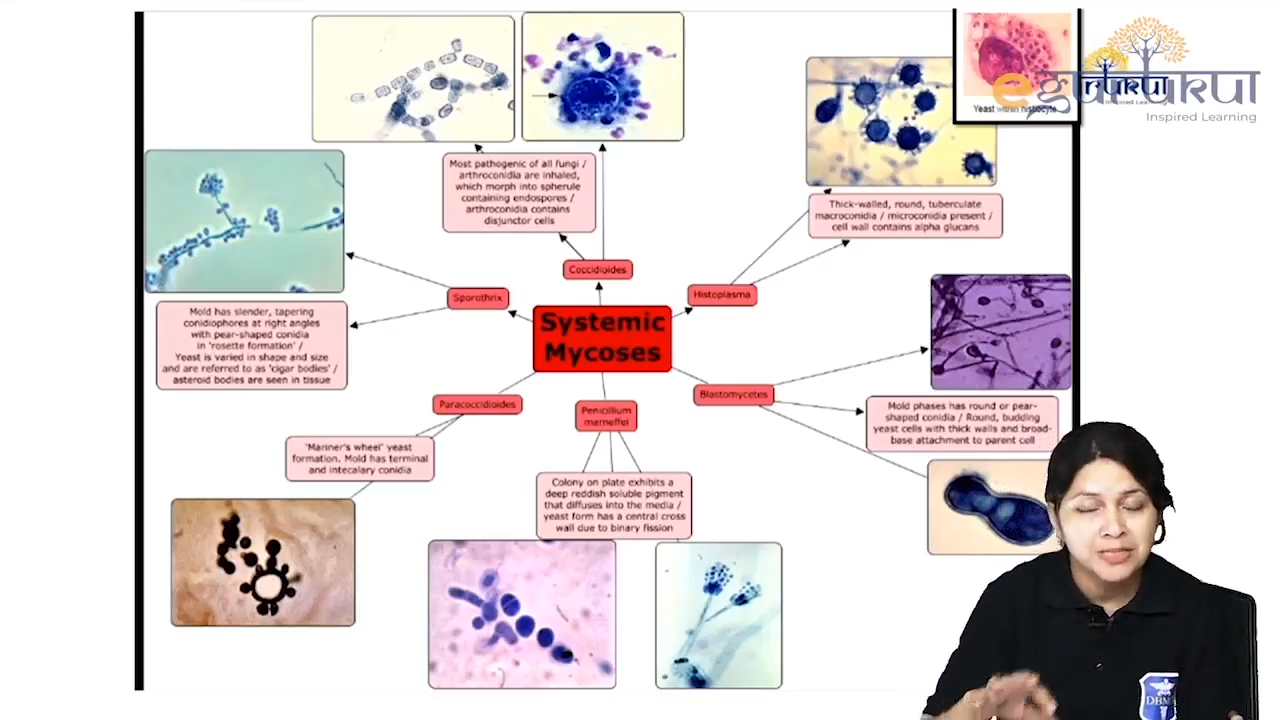 Yeast within histiocyte
eGurukul
Inspired Learning
Most pathogenic of all fungi /
arthroconidia are inhaled,
which morph into spherule
containing endospores /
arthroconidia contains
disjunctor cells
Thick-walled, round, tuberculate
macroconidia / microconidia present /
cell wall contains alpha glucans
Coccidioides
Sporothrix
Histoplasma
Mold has slender, tapering
conidiophores at right angles
with pear-shaped conidia
in 'rosette formation' /
Yeast is varied in shape and size
and are referred to as 'cigar bodies' /
asteroid bodies are seen in tissue
Systemic
Mycoses
Paracoccidioides
Penicillium
marneffei
Blastomycetes
Mold phases has round or pear-
shaped conidia / Round, budding
yeast cells with thick walls and broad-
base attachment to parent cell
'Mariner's wheel' yeast
formation. Mold has terminal
and intecalary conidia
Colony on plate exhibits a
deep reddish soluble pigment
that diffuses into the media /
yeast form has a central cross
wall due to binary fission